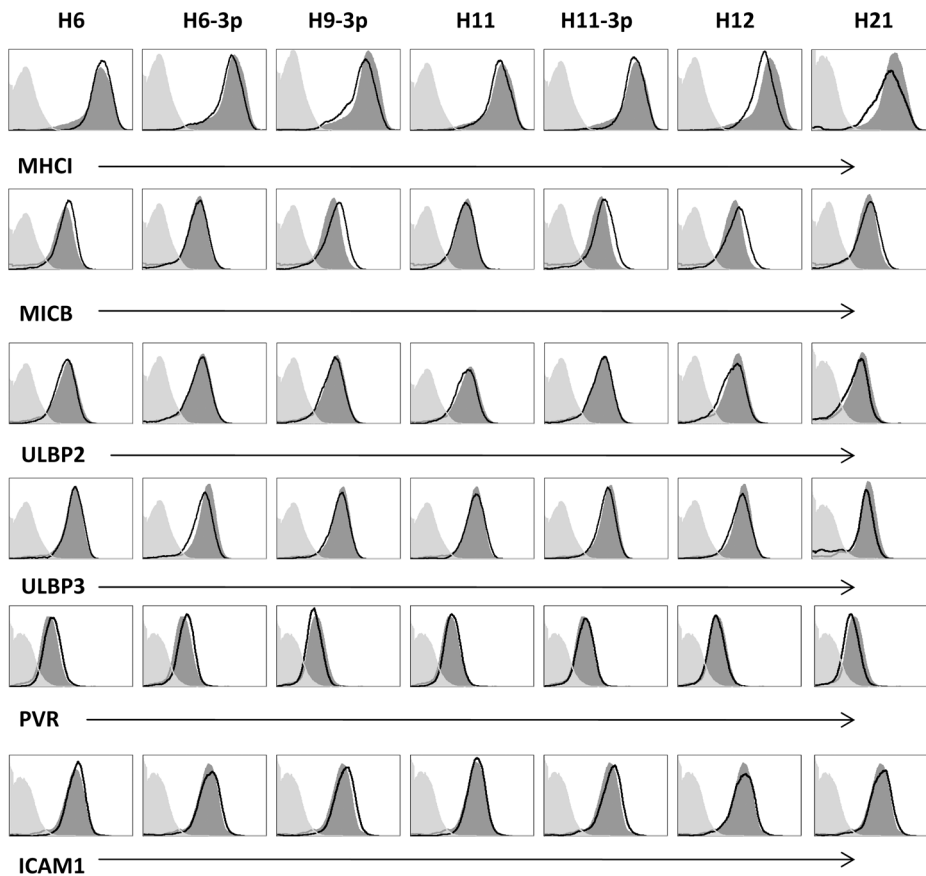 H6 H6-3p H9-3p H11 H11-3p H12 H21
MHCI
MICB
ULBP2
ULBP3
PVR
ICAM1